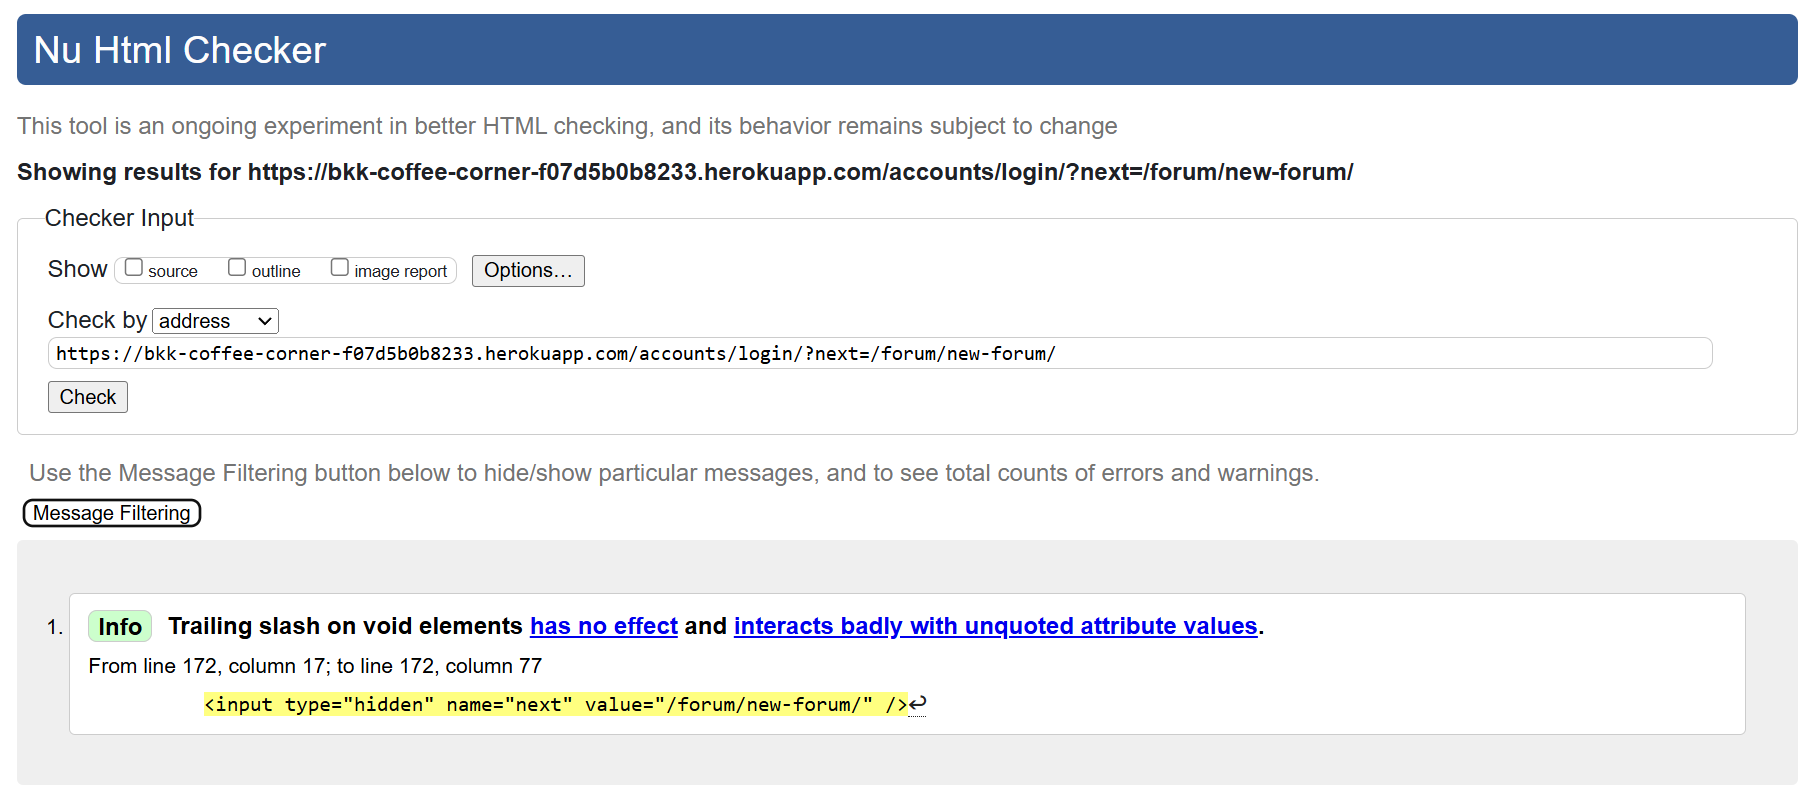 Nu Html Checker
This tool is an ongoing experiment in better HTML checking, and its behavior remains subject to change
Showing results for https://bkk-coffee-corner-f07d5b0b8233.herokuapp.com/accounts/login/?next=/forum/new-forum/
Checker Input
Show source outline image report Options...
Check by address
https://bkk-coffee-corner-f07d5b0b8233.herokuapp.com/accounts/login/?next=/forum/new-forum/
Check
Use the Message Filtering button below to hide/show particular messages, and to see total counts of errors and warnings.
Message Filtering
1. Info Trailing slash on void elements has no effect and interacts badly with unquoted attribute values.
From line 172, column 17; to line 172, column 77
<input type="hidden" name="next" value="/forum/new-forum/" />↩